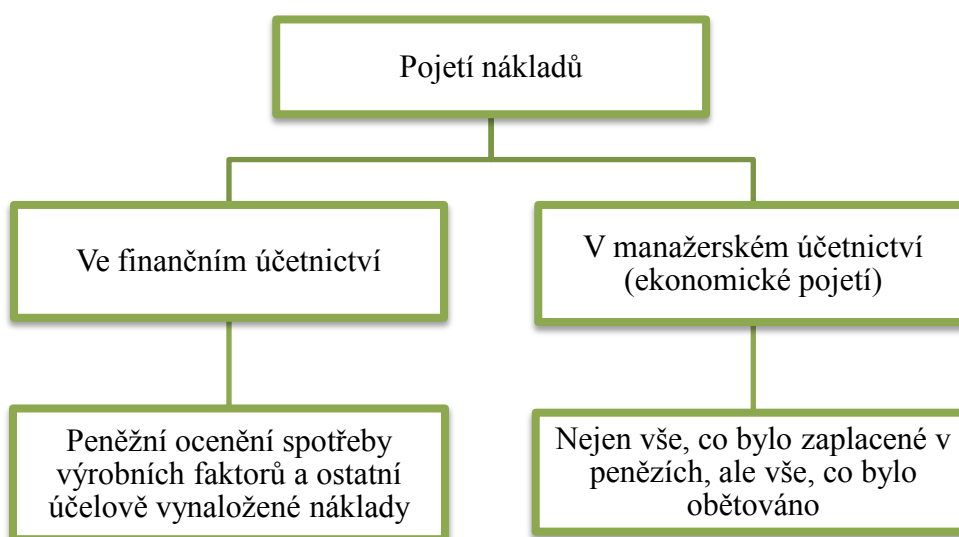 Pojetí nákladů
Ve finančním účetnictví
V manažerském účetnictví
(ekonomické pojetí)
Peněžní ocenění spotřeby
výrobních faktorů a ostatní
účelově vynaložené náklady
Nejen vše, co bylo zaplacené v
penězích, ale vše, co bylo
obětováno